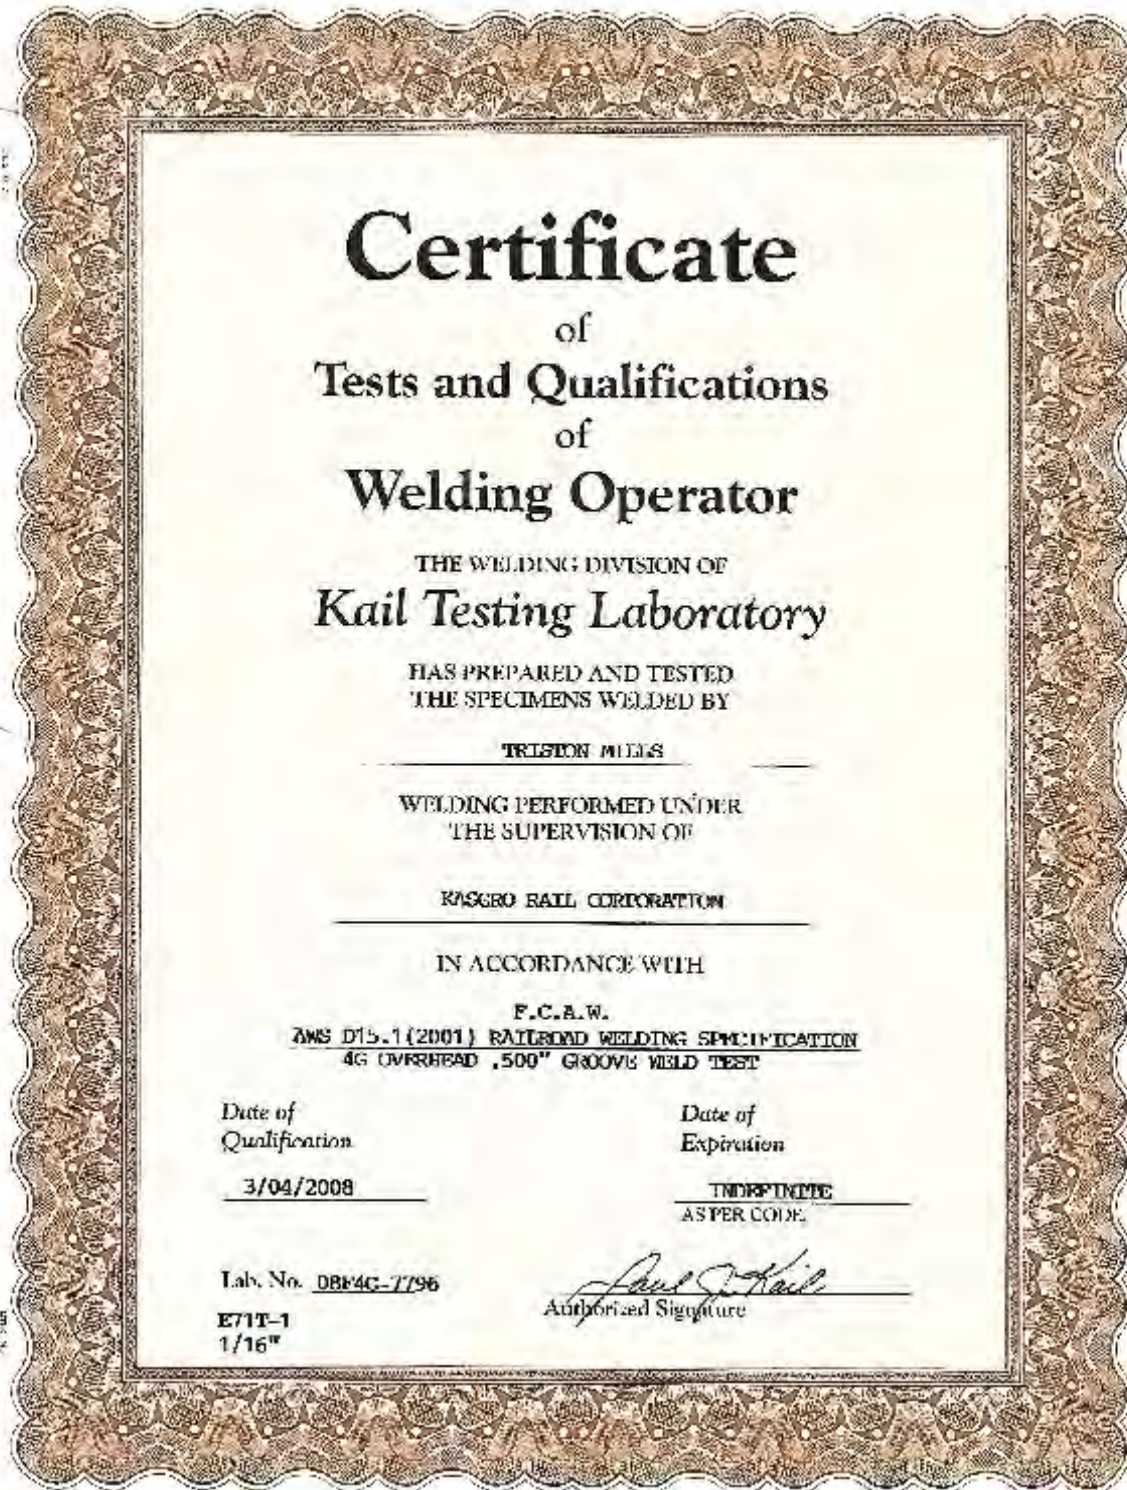 Certificate
of
Tests and Qualifications
of
Welding Operator
THE WELDING DIVISION OF
Kail Testing Laboratory
HAS PREPARED AND TESTED
THE SPECIMENS WELDED BY
TRISTON MILLS
WELDING PERFORMED UNDER
THE SUPERVISION OF
KASGRO RAIL CORPORATION
IN ACCORDANCE WITH
F.C.A.W.
AWS D15.1(2001) RAILROAD WELDING SPECIFICATION
4G OVERHEAD .500" GROOVE WELD TEST
Date of
Qualification
3/04/2008
Date of
Expiration
INDEFINITE
AS PER CODE
Lab. No. 08F4G-7796
E71T-1
1/16"
Paul J. Kail
Authorized Signature